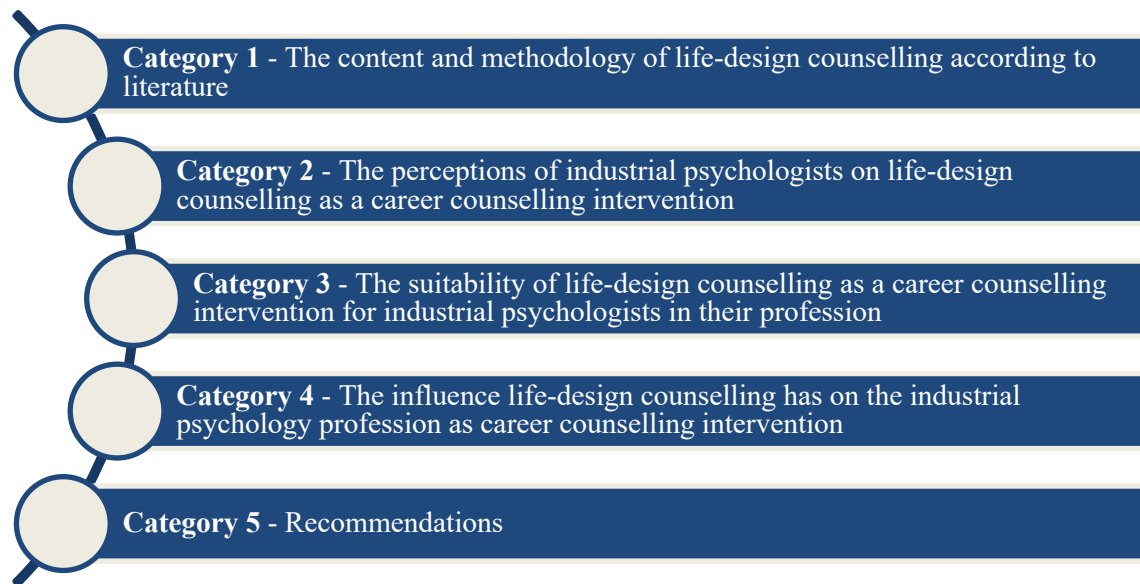 Category 1 - The content and methodology of life-design counselling according to
literature
Category 2 - The perceptions of industrial psychologists on life-design
counselling as a career counselling intervention
Category 3 - The suitability of life-design counselling as a career counselling
intervention for industrial psychologists in their profession
Category 4 - The influence life-design counselling has on the industrial
psychology profession as career counselling intervention
Category 5 - Recommendations